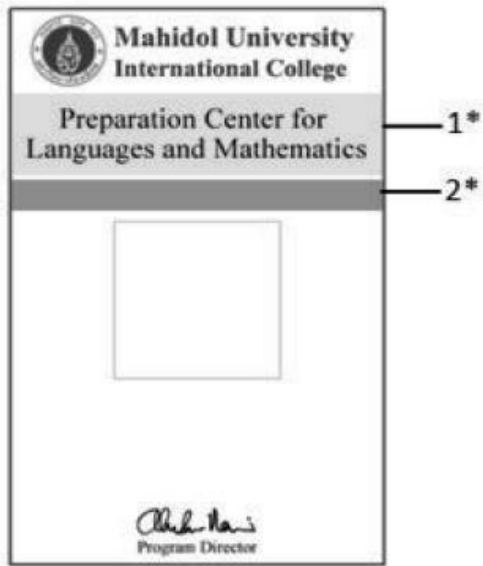 Mahidol University
International College
Preparation Center for
Languages and Mathematics
1*
2*
Program Director